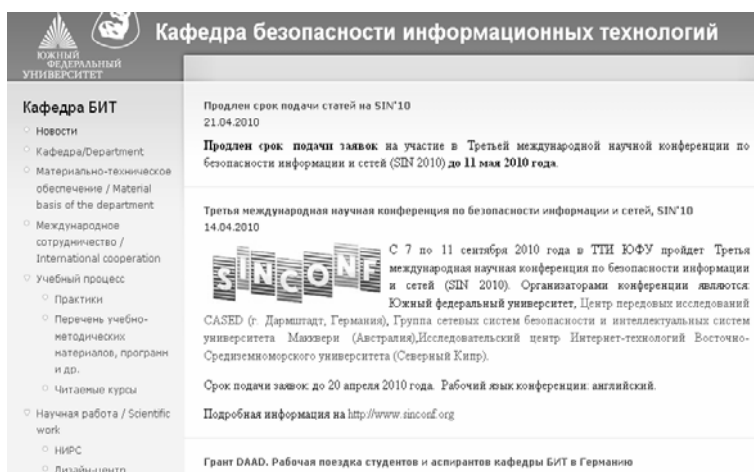 Кафедра безопасности информационных технологий
ЮЖНЫЙ
ФЕДЕРАЛЬНЫЙ
УНИВЕРСИТЕТ
Кафедра БИТ
Новости
Кафедра/Department
Материально-техническое
обеспечение / Material
basis of the department
Международное
сотрудничество /
International cooperation
Учебный процесс
Практики
Перечень учебно-
методических
материалов, программ
и др.
Читаемые курсы
Научная работа / Scientific
work
НИРС
Дизайн-центр
Продлен срок подачи статей на SIN'10
21.04.2010
Продлен срок подачи заявок на участие в Третьей международной научной конференции по
безопасности информации и сетей (SIN 2010) до 11 мая 2010 года.
Третья международная научная конференция по безопасности информации и сетей, SIN'10
14.04.2010
SINCONF
С 7 по 11 сентября 2010 года в ТТИ ЮФУ пройдет Третья
международная научная конференция по безопасности информации
и сетей (SIN 2010). Организаторами конференции являются:
Южный федеральный университет, Центр передовых исследований
CASED (г. Дармштадт, Германия), Группа сетевых систем безопасности и интеллектуальных систем
университета Маквери (Австралия),Исследовательский центр Интернет-технологий Восточно-
Средиземноморского университета (Северный Кипр).
Срок подачи заявок: до 20 апреля 2010 года. Рабочий язык конференции: английский.
Подробная информация на http://www.sinconf.org
Грант DAAD. Рабочая поездка студентов и аспирантов кафедры БИТ в Германию